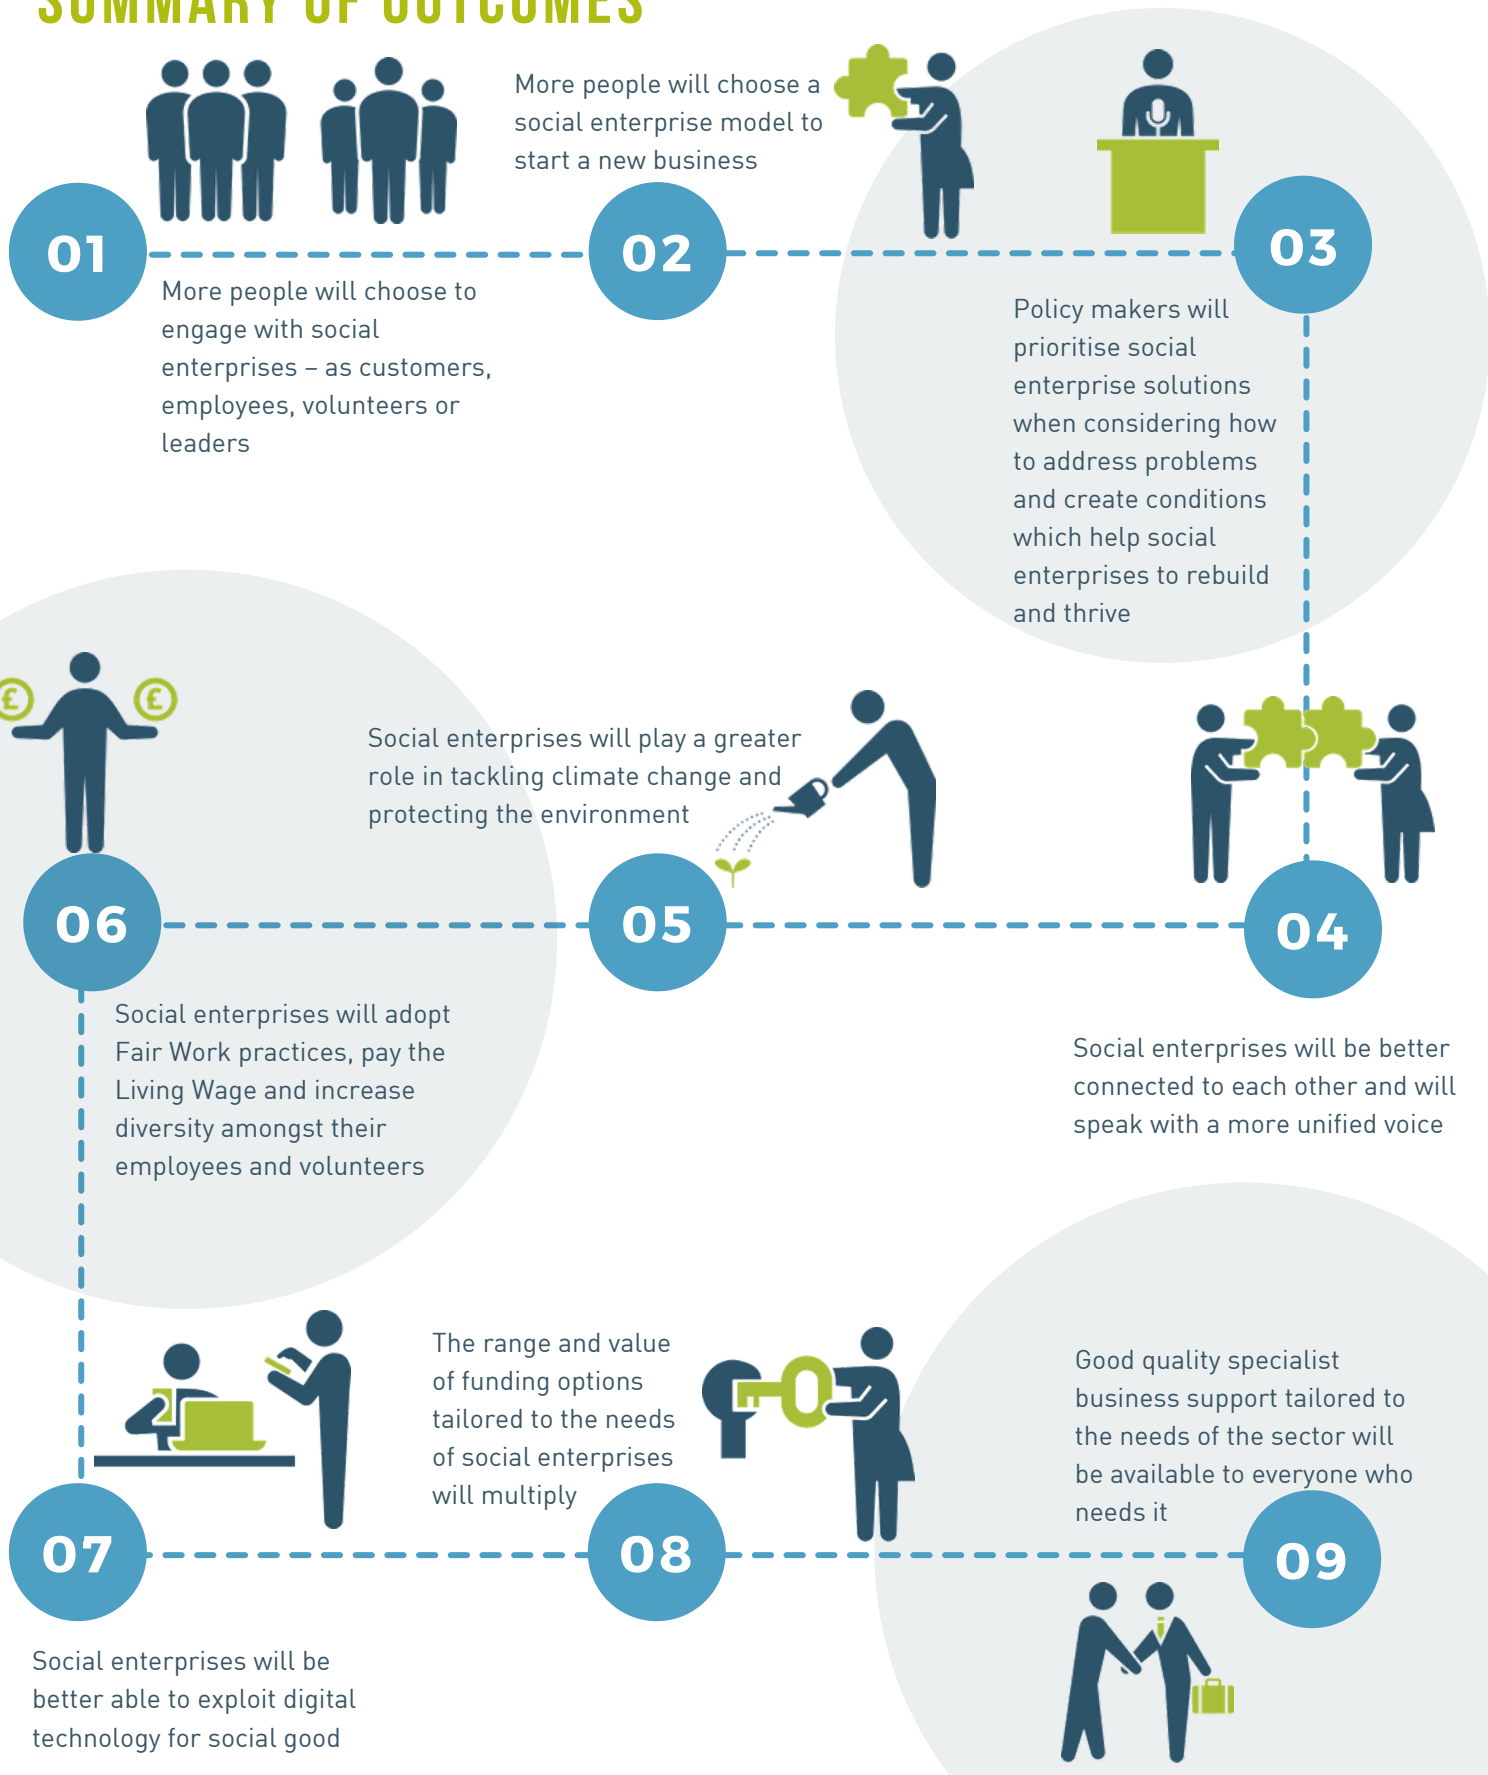 SUMMARY OF OUTCOMES
01
More people will choose to
engage with social
enterprises – as customers,
employees, volunteers or
leaders
More people will choose a
social enterprise model to
start a new business
02
03
Policy makers will
prioritise social
enterprise solutions
when considering how
to address problems
and create conditions
which help social
enterprises to rebuild
and thrive
04
Social enterprises will be better
connected to each other and will
speak with a more unified voice
Social enterprises will play a greater
role in tackling climate change and
protecting the environment
05
£
£
06
Social enterprises will adopt
Fair Work practices, pay the
Living Wage and increase
diversity amongst their
employees and volunteers
07
Social enterprises will be
better able to exploit digital
technology for social good
The range and value
of funding options
tailored to the needs
of social enterprises
will multiply
08
Good quality specialist
business support tailored to
the needs of the sector will
be available to everyone who
needs it
09